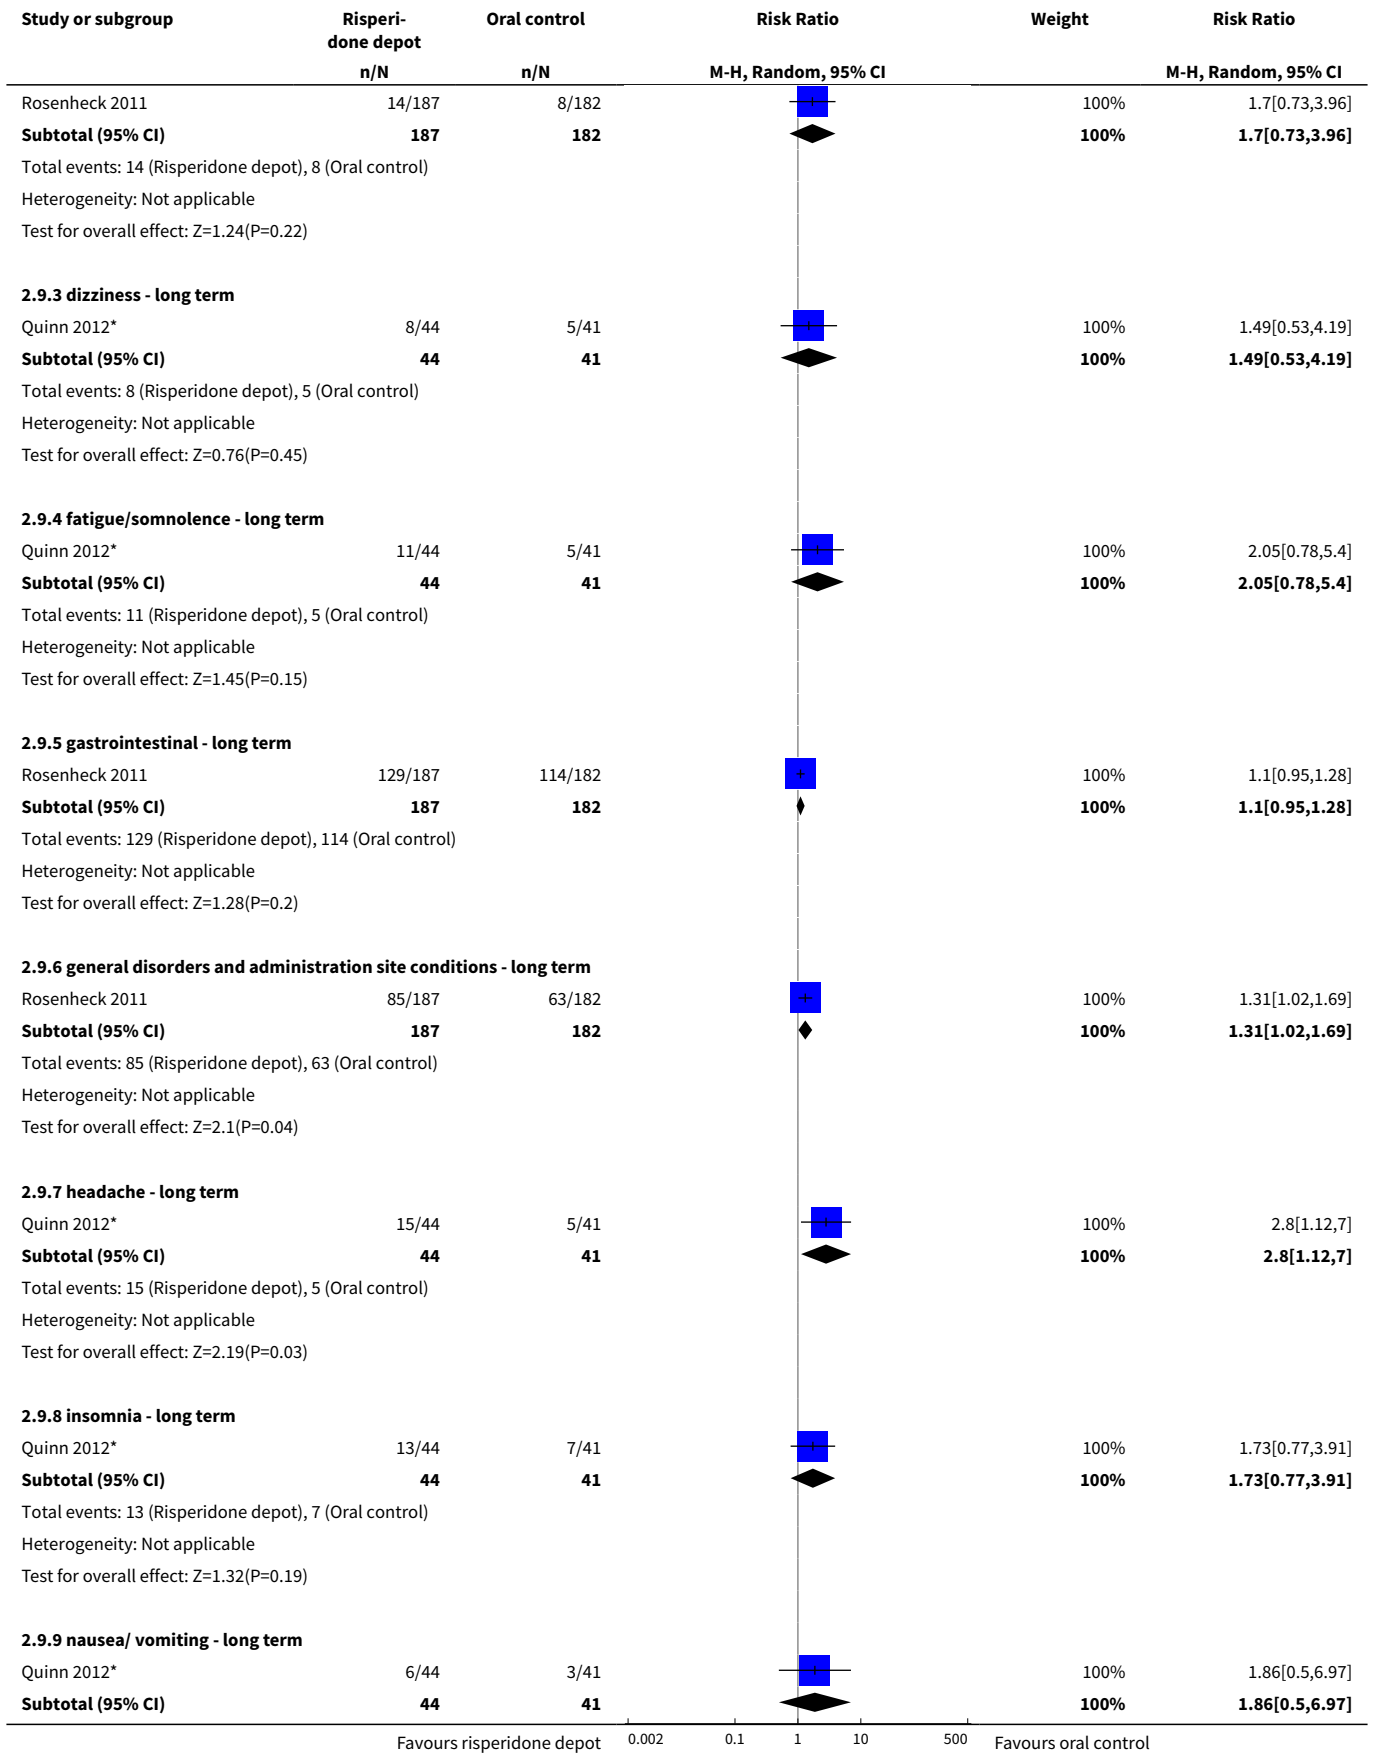 Study or subgroup Risperi- Oral control Risk Ratio Weight Risk Ratio
done depot
n/N n/N M-H, Random, 95% CI M-H, Random, 95% CI
Rosenheck 2011 14/187 8/182 100% 1.7[0.73,3.96]
Subtotal (95% CI) 187 182 100% 1.7[0.73,3.96]
Total events: 14 (Risperidone depot), 8 (Oral control)
Heterogeneity: Not applicable
Test for overall effect: Z=1.24(P=0.22)
2.9.3 dizziness - long term
Quinn 2012* 8/44 5/41 100% 1.49[0.53,4.19]
Subtotal (95% CI) 44 41 100% 1.49[0.53,4.19]
Total events: 8 (Risperidone depot), 5 (Oral control)
Heterogeneity: Not applicable
Test for overall effect: Z=0.76(P=0.45)
2.9.4 fatigue/somnolence - long term
Quinn 2012* 11/44 5/41 100% 2.05[0.78,5.4]
Subtotal (95% CI) 44 41 100% 2.05[0.78,5.4]
Total events: 11 (Risperidone depot), 5 (Oral control)
Heterogeneity: Not applicable
Test for overall effect: Z=1.45(P=0.15)
2.9.5 gastrointestinal - long term
Rosenheck 2011 129/187 114/182 100% 1.1[0.95,1.28]
Subtotal (95% CI) 187 182 100% 1.1[0.95,1.28]
Total events: 129 (Risperidone depot), 114 (Oral control)
Heterogeneity: Not applicable
Test for overall effect: Z=1.28(P=0.2)
2.9.6 general disorders and administration site conditions - long term
Rosenheck 2011 85/187 63/182 100% 1.31[1.02,1.69]
Subtotal (95% CI) 187 182 100% 1.31[1.02,1.69]
Total events: 85 (Risperidone depot), 63 (Oral control)
Heterogeneity: Not applicable
Test for overall effect: Z=2.1(P=0.04)
2.9.7 headache - long term
Quinn 2012* 15/44 5/41 100% 2.8[1.12,7]
Subtotal (95% CI) 44 41 100% 2.8[1.12,7]
Total events: 15 (Risperidone depot), 5 (Oral control)
Heterogeneity: Not applicable
Test for overall effect: Z=2.19(P=0.03)
2.9.8 insomnia - long term
Quinn 2012* 13/44 7/41 100% 1.73[0.77,3.91]
Subtotal (95% CI) 44 41 100% 1.73[0.77,3.91]
Total events: 13 (Risperidone depot), 7 (Oral control)
Heterogeneity: Not applicable
Test for overall effect: Z=1.32(P=0.19)
2.9.9 nausea/ vomiting - long term
Quinn 2012* 6/44 3/41 100% 1.86[0.5,6.97]
Subtotal (95% CI) 44 41 100% 1.86[0.5,6.97]
Favours risperidone depot 0.002 0.1 1 10 500 Favours oral control